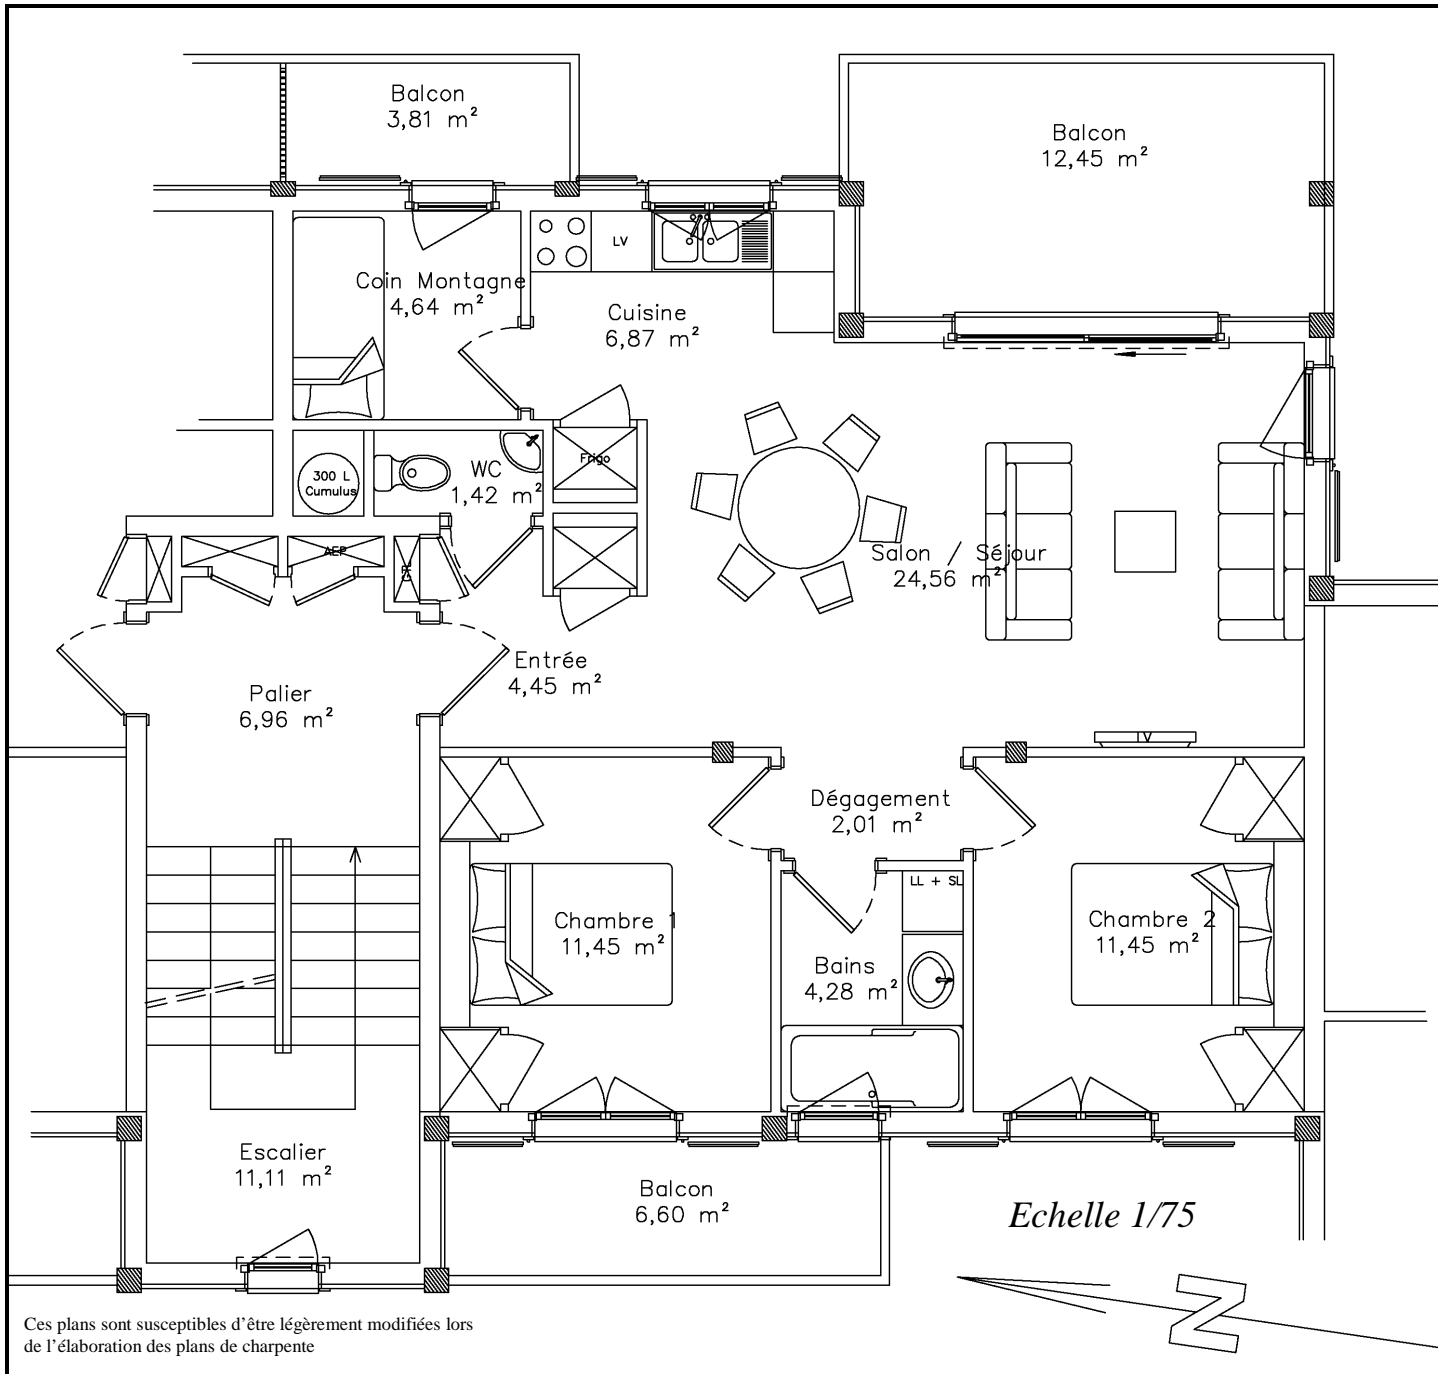 Balcon
3,81 m²
Balcon
12,45 m²
LV
Coin Montagne
4,64 m²
Cuisine
6,87 m²
Frigo
300 L
Cumulus
WC
1,42 m²
AEP
Salon / Séjour
24,56 m²
Entrée
4,45 m²
Palier
6,96 m²
TV
Dégagement
2,01 m²
LL + SL
Chambre 1
11,45 m²
Chambre 2
11,45 m²
Bains
4,28 m²
Escalier
11,11 m²
Balcon
6,60 m²
Echelle 1/75
N
Ces plans sont susceptibles d’être légèrement modifiées lors
de l’élaboration des plans de charpente